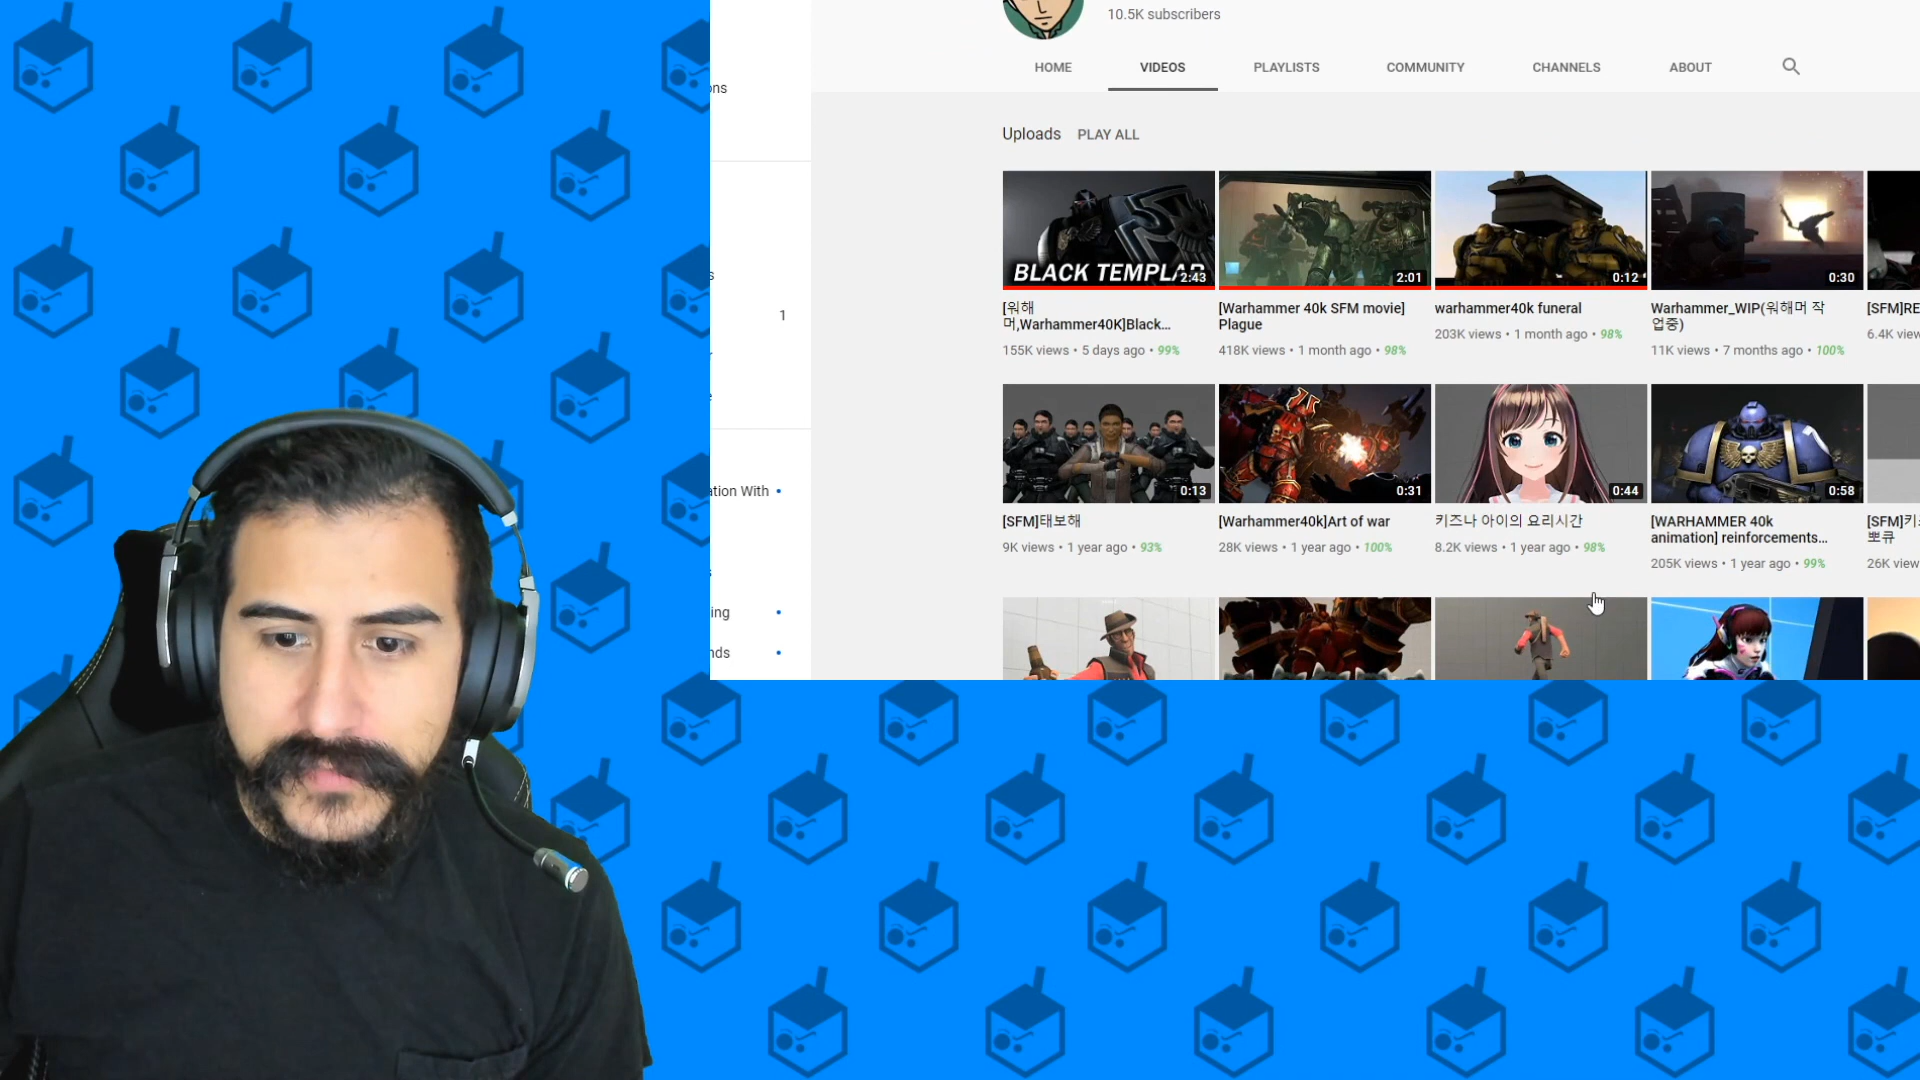 10.5K subscribers
HOME VIDEOS PLAYLISTS COMMUNITY CHANNELS ABOUT
ons
Uploads PLAY ALL
BLACK TEMPLAR
2:43
2:01
0:12
0:30
s
1
[워해
머,Warhammer40K]Black...
155K views • 5 days ago • 99%
[Warhammer 40k SFM movie]
Plague
418K views • 1 month ago • 98%
warhammer40k funeral
203K views • 1 month ago • 98%
Warhammer_WIP(워해머 작
업중)
11K views • 7 months ago • 100%
[SFM]RE
6.4K view
r
e
ation With •
0:13
0:31
0:44
0:58
[SFM]태보해
9K views • 1 year ago • 93%
[Warhammer40k]Art of war
28K views • 1 year ago • 100%
키즈나 아이의 요리시간
8.2K views • 1 year ago • 98%
[WARHAMMER 40k
animation] reinforcements...
205K views • 1 year ago • 99%
[SFM]키
뽀큐
26K view
s
ing •
nds •